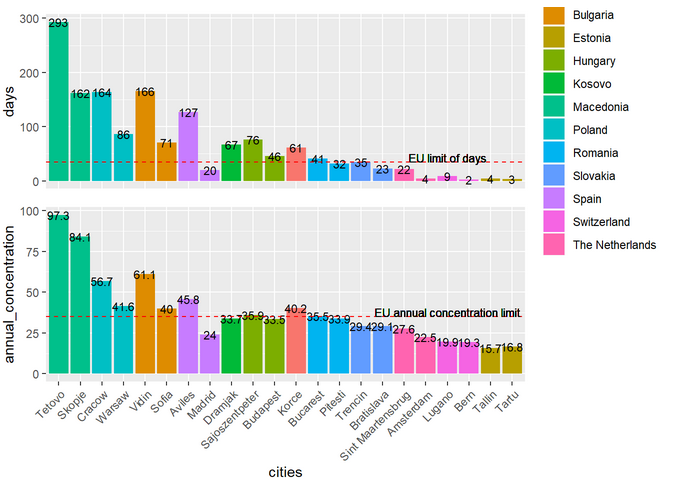 300
200
100
0
days
293
162
164
86
166
71
127
20
67
76
46
61
41
32
35
23
22
4
9
2
4
3
EU limit of days
100
75
50
25
0
annual_concentration
97.3
84.1
56.7
41.6
61.1
40
45.8
24
33.7
35.9
33.5
40.2
35.5
33.9
29.4
29.1
27.6
22.5
19.9
19.3
15.7
16.8
EU annual concentration limit
Tetovo
Skopje
Cracow
Warsaw
Vidin
Sofia
Aviles
Madrid
Dramjak
Sajoszentpeter
Budapest
Korce
Bucarest
Pitesti
Trencin
Bratislava
Sint Maartensbrug
Amsterdam
Lugano
Bern
Tallin
Tartu
cities
Bulgaria
Estonia
Hungary
Kosovo
Macedonia
Poland
Romania
Slovakia
Spain
Switzerland
The Netherlands